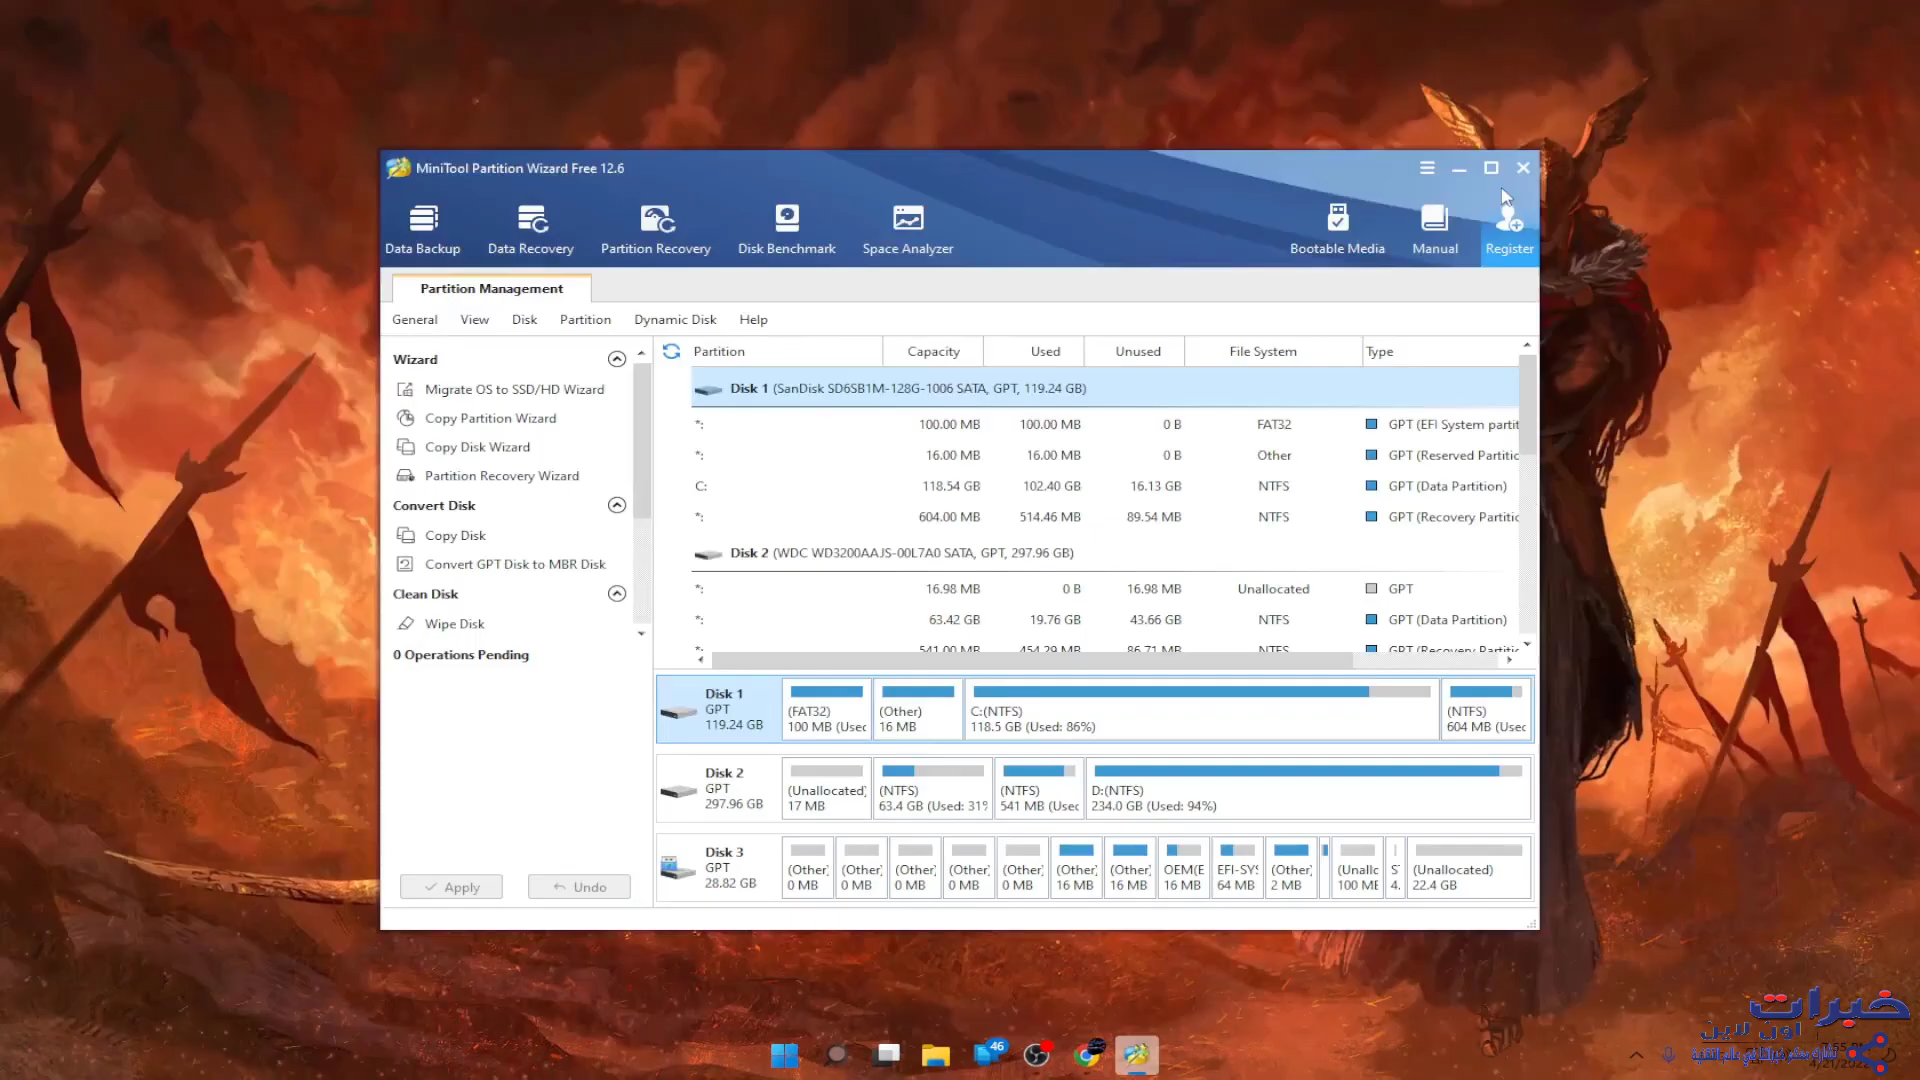 MiniTool Partition Wizard Free 12.6
Data Backup
Data Recovery
Partition Recovery
Disk Benchmark
Space Analyzer
Bootable Media
Manual
Register
Partition Management
General View Disk Partition Dynamic Disk Help
Wizard
Migrate OS to SSD/HD Wizard
Copy Partition Wizard
Copy Disk Wizard
Partition Recovery Wizard
Convert Disk
Copy Disk
Convert GPT Disk to MBR Disk
Clean Disk
Wipe Disk
0 Operations Pending
Apply
Undo
Partition Capacity Used Unused File System Type
Disk 1 (SanDisk SD6SB1M-128G-1006 SATA, GPT, 119.24 GB)
*: 100.00 MB 100.00 MB 0 B FAT32 GPT (EFI System partit
*: 16.00 MB 16.00 MB 0 B Other GPT (Reserved Partitic
C: 118.54 GB 102.40 GB 16.13 GB NTFS GPT (Data Partition)
*: 604.00 MB 514.46 MB 89.54 MB NTFS GPT (Recovery Partitic
Disk 2 (WDC WD3200AAJS-00L7A0 SATA, GPT, 297.96 GB)
*: 16.98 MB 0 B 16.98 MB Unallocated GPT
*: 63.42 GB 19.76 GB 43.66 GB NTFS GPT (Data Partition)
*: 541.00 MB 454.29 MB 86.71 MB NTFS GPT (Recovery Partitic
Disk 1
GPT
119.24 GB
(FAT32)
100 MB (Usec
(Other)
16 MB
C:(NTFS)
118.5 GB (Used: 86%)
(NTFS)
604 MB (Usec
Disk 2
GPT
297.96 GB
(Unallocated)
17 MB
(NTFS)
63.4 GB (Used: 31%
(NTFS)
541 MB (Usec
D:(NTFS)
234.0 GB (Used: 94%)
Disk 3
GPT
28.82 GB
(Other)
0 MB
(Other)
0 MB
(Other)
0 MB
(Other)
0 MB
(Other)
0 MB
(Other)
16 MB
(Other)
16 MB
OEM(E
16 MB
EFI-SYS
64 MB
(Other)
2 MB
(Unallc
100 ME
S
4.
(Unallocated)
22.4 GB
46
خبرات
اون لاين
4/21/2022